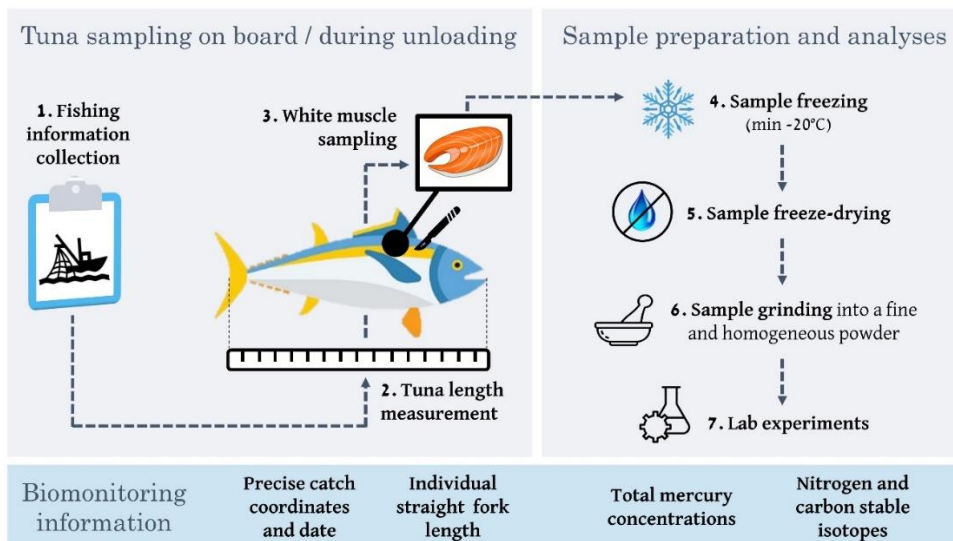 Tuna sampling on board / during unloading
1. Fishing
information
collection
2. Tuna length
measurement
3. White muscle
sampling
Sample preparation and analyses
4. Sample freezing
(min -20°C)
5. Sample freeze-drying
6. Sample grinding into a fine
and homogeneous powder
7. Lab experiments
Biomonitoring
information
Precise catch
coordinates
and date
Individual
straight fork
length
Total mercury
concentrations
Nitrogen and
carbon stable
isotopes